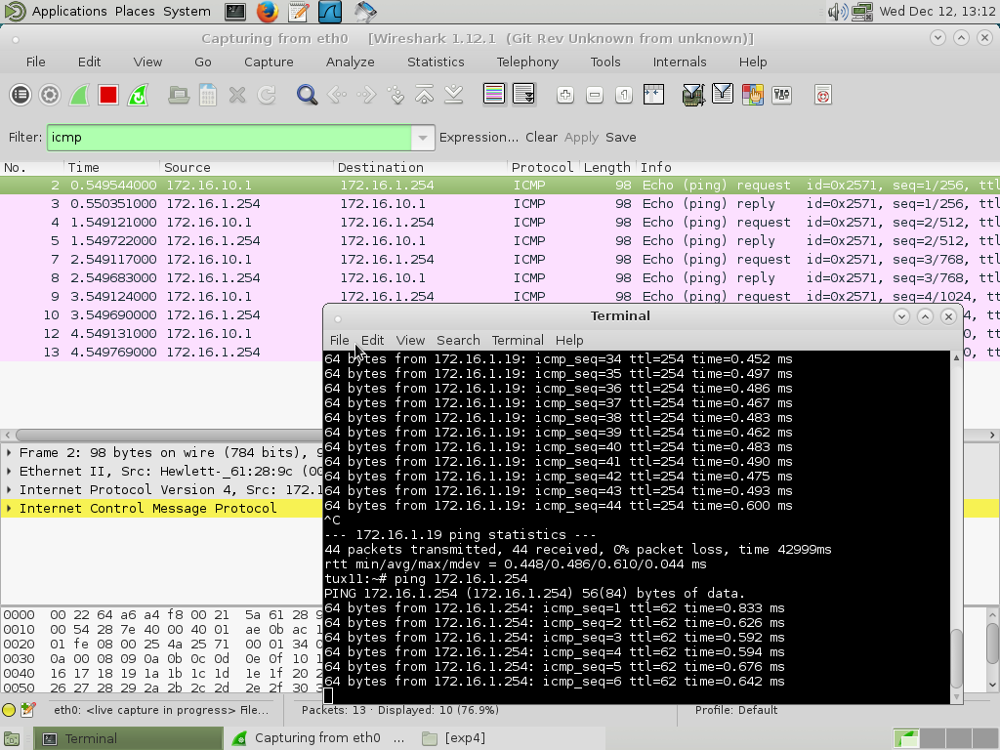 Applications Places System Wed Dec 12, 13:12
Capturing from eth0 [Wireshark 1.12.1 (Git Rev Unknown from unknown)]
File Edit View Go Capture Analyze Statistics Telephony Tools Internals Help
Filter: icmp Expression... Clear Apply Save
No. Time Source Destination Protocol Length Info
2 0.549544000 172.16.10.1 172.16.1.254 ICMP 98 Echo (ping) request id=0x2571, seq=1/256, ttl
3 0.550351000 172.16.1.254 172.16.10.1 ICMP 98 Echo (ping) reply id=0x2571, seq=1/256, ttl
4 1.549121000 172.16.10.1 172.16.1.254 ICMP 98 Echo (ping) request id=0x2571, seq=2/512, ttl
5 1.549722000 172.16.1.254 172.16.10.1 ICMP 98 Echo (ping) reply id=0x2571, seq=2/512, ttl
7 2.549117000 172.16.10.1 172.16.1.254 ICMP 98 Echo (ping) request id=0x2571, seq=3/768, ttl
8 2.549683000 172.16.1.254 172.16.10.1 ICMP 98 Echo (ping) reply id=0x2571, seq=3/768, ttl
9 3.549124000 172.16.10.1 172.16.1.254 ICMP 98 Echo (ping) request id=0x2571, seq=4/1024, tt
10 3.549690000 172.16.1.254 4, tt
12 4.549131000 172.16.10.1 0, tt
13 4.549769000 172.16.1.254 0, tt
Terminal
File Edit View Search Terminal Help
64 bytes from 172.16.1.19: icmp_seq=34 ttl=254 time=0.452 ms
64 bytes from 172.16.1.19: icmp_seq=35 ttl=254 time=0.497 ms
64 bytes from 172.16.1.19: icmp_seq=36 ttl=254 time=0.486 ms
64 bytes from 172.16.1.19: icmp_seq=37 ttl=254 time=0.467 ms
64 bytes from 172.16.1.19: icmp_seq=38 ttl=254 time=0.483 ms
64 bytes from 172.16.1.19: icmp_seq=39 ttl=254 time=0.462 ms
64 bytes from 172.16.1.19: icmp_seq=40 ttl=254 time=0.483 ms
64 bytes from 172.16.1.19: icmp_seq=41 ttl=254 time=0.490 ms
64 bytes from 172.16.1.19: icmp_seq=42 ttl=254 time=0.475 ms
64 bytes from 172.16.1.19: icmp_seq=43 ttl=254 time=0.493 ms
64 bytes from 172.16.1.19: icmp_seq=44 ttl=254 time=0.600 ms
^C
--- 172.16.1.19 ping statistics ---
44 packets transmitted, 44 received, 0% packet loss, time 42999ms
rtt min/avg/max/mdev = 0.448/0.486/0.610/0.044 ms
tux11:~# ping 172.16.1.254
PING 172.16.1.254 (172.16.1.254) 56(84) bytes of data.
64 bytes from 172.16.1.254: icmp_seq=1 ttl=62 time=0.833 ms
64 bytes from 172.16.1.254: icmp_seq=2 ttl=62 time=0.626 ms
64 bytes from 172.16.1.254: icmp_seq=3 ttl=62 time=0.592 ms
64 bytes from 172.16.1.254: icmp_seq=4 ttl=62 time=0.594 ms
64 bytes from 172.16.1.254: icmp_seq=5 ttl=62 time=0.676 ms
64 bytes from 172.16.1.254: icmp_seq=6 ttl=62 time=0.642 ms
Frame 2: 98 bytes on wire (784 bits), 9
Ethernet II, Src: Hewlett-_61:28:9c (00
Internet Protocol Version 4, Src: 172.1
Internet Control Message Protocol
0000 00 22 64 a6 a4 f8 00 21 5a 61 28 9
0010 00 54 28 7e 40 00 40 01 ae 0b ac 1
0020 01 fe 08 00 25 4a 25 71 00 01 34 0
0030 0a 00 08 09 0a 0b 0c 0d 0e 0f 10 1
0040 16 17 18 19 1a 1b 1c 1d 1e 1f 20 2
0050 26 27 28 29 2a 2b 2c 2d 2e 2f 30 3
eth0: <live capture in progress> File... Packets: 13 · Displayed: 10 (76.9%) Profile: Default
Terminal Capturing from eth0 ... [exp4]